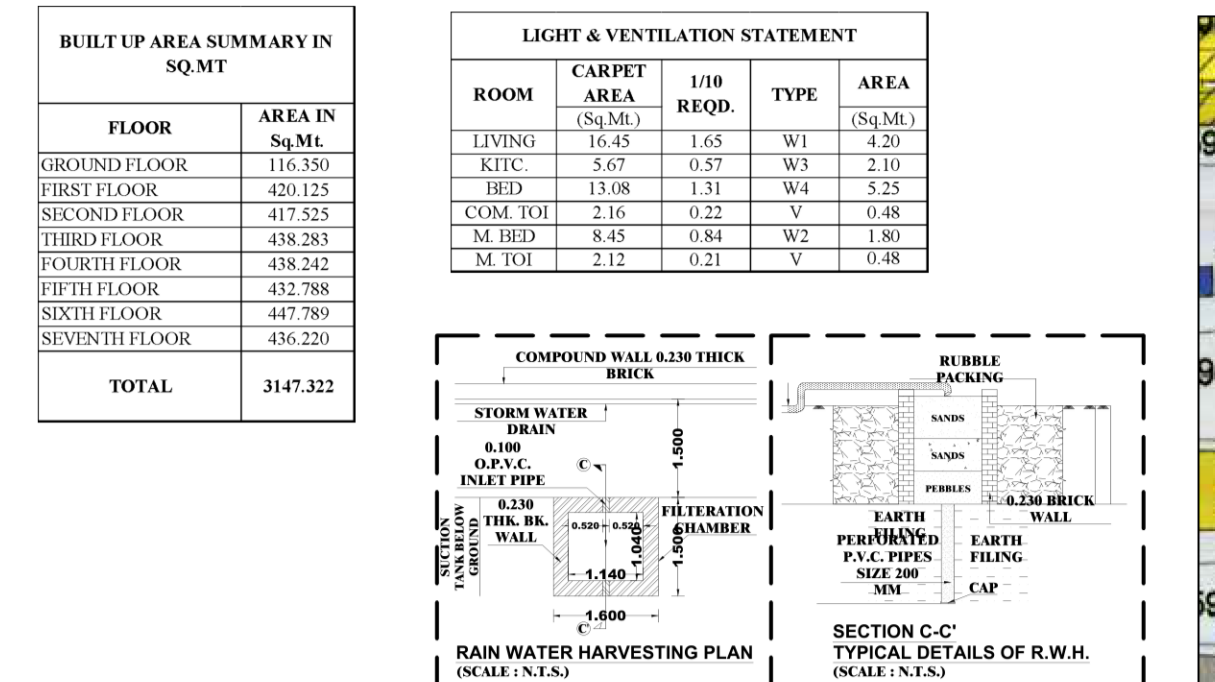 BUILT UP AREA SUMMARY IN
SQ.MT
FLOOR AREA IN
Sq.Mt.
GROUND FLOOR 116.350
FIRST FLOOR 420.125
SECOND FLOOR 417.525
THIRD FLOOR 438.283
FOURTH FLOOR 438.242
FIFTH FLOOR 432.788
SIXTH FLOOR 447.789
SEVENTH FLOOR 436.220
TOTAL 3147.322
LIGHT & VENTILATION STATEMENT
ROOM CARPET AREA 1/10 REQD. TYPE AREA
(Sq.Mt.) (Sq.Mt.)
LIVING 16.45 1.65 W1 4.20
KITC. 5.67 0.57 W3 2.10
BED 13.08 1.31 W4 5.25
COM. TOI 2.16 0.22 V 0.48
M. BED 8.45 0.84 W2 1.80
M. TOI 2.12 0.21 V 0.48
COMPOUND WALL 0.230 THICK
BRICK
STORM WATER
DRAIN
0.100
O.P.V.C.
INLET PIPE
C
1.500
0.230
THK. BK.
WALL
SUCTION
TANK BELOW
GROUND
0.520 0.520
1.040
1.500
FILTERATION
CHAMBER
1.140
1.600
C'
RAIN WATER HARVESTING PLAN
(SCALE : N.T.S.)
RUBBLE
PACKING
SANDS
SANDS
PEBBLES
0.230 BRICK
WALL
EARTH
FILING
PERFORATED
P.V.C. PIPES
SIZE 200
MM
EARTH
FILING
CAP
SECTION C-C'
TYPICAL DETAILS OF R.W.H.
(SCALE : N.T.S.)